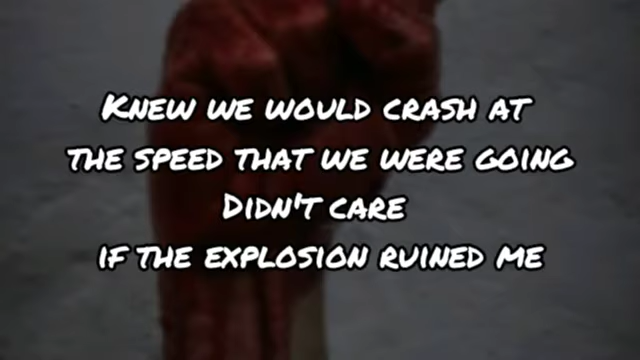 Knew we would crash at
the speed that we were going
Didn't care
if the explosion ruined me